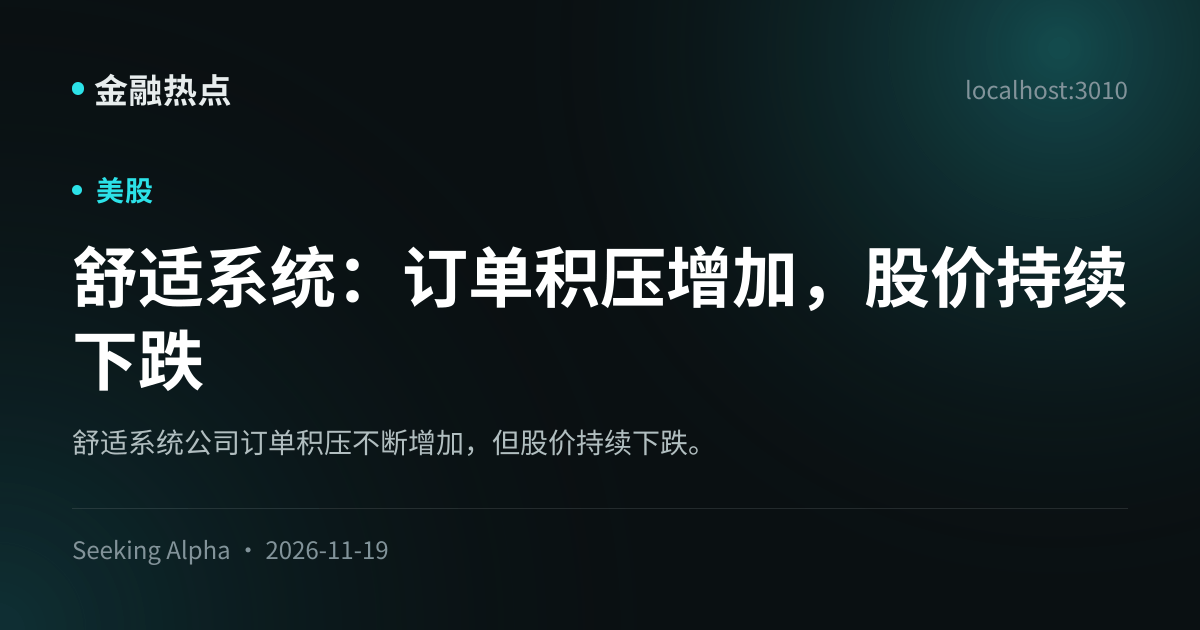 金融热点
localhost:3010
美股
舒适系统：订单积压增加，股价持续
下跌
舒适系统公司订单积压不断增加，但股价持续下跌。
Seeking Alpha · 2026-11-19